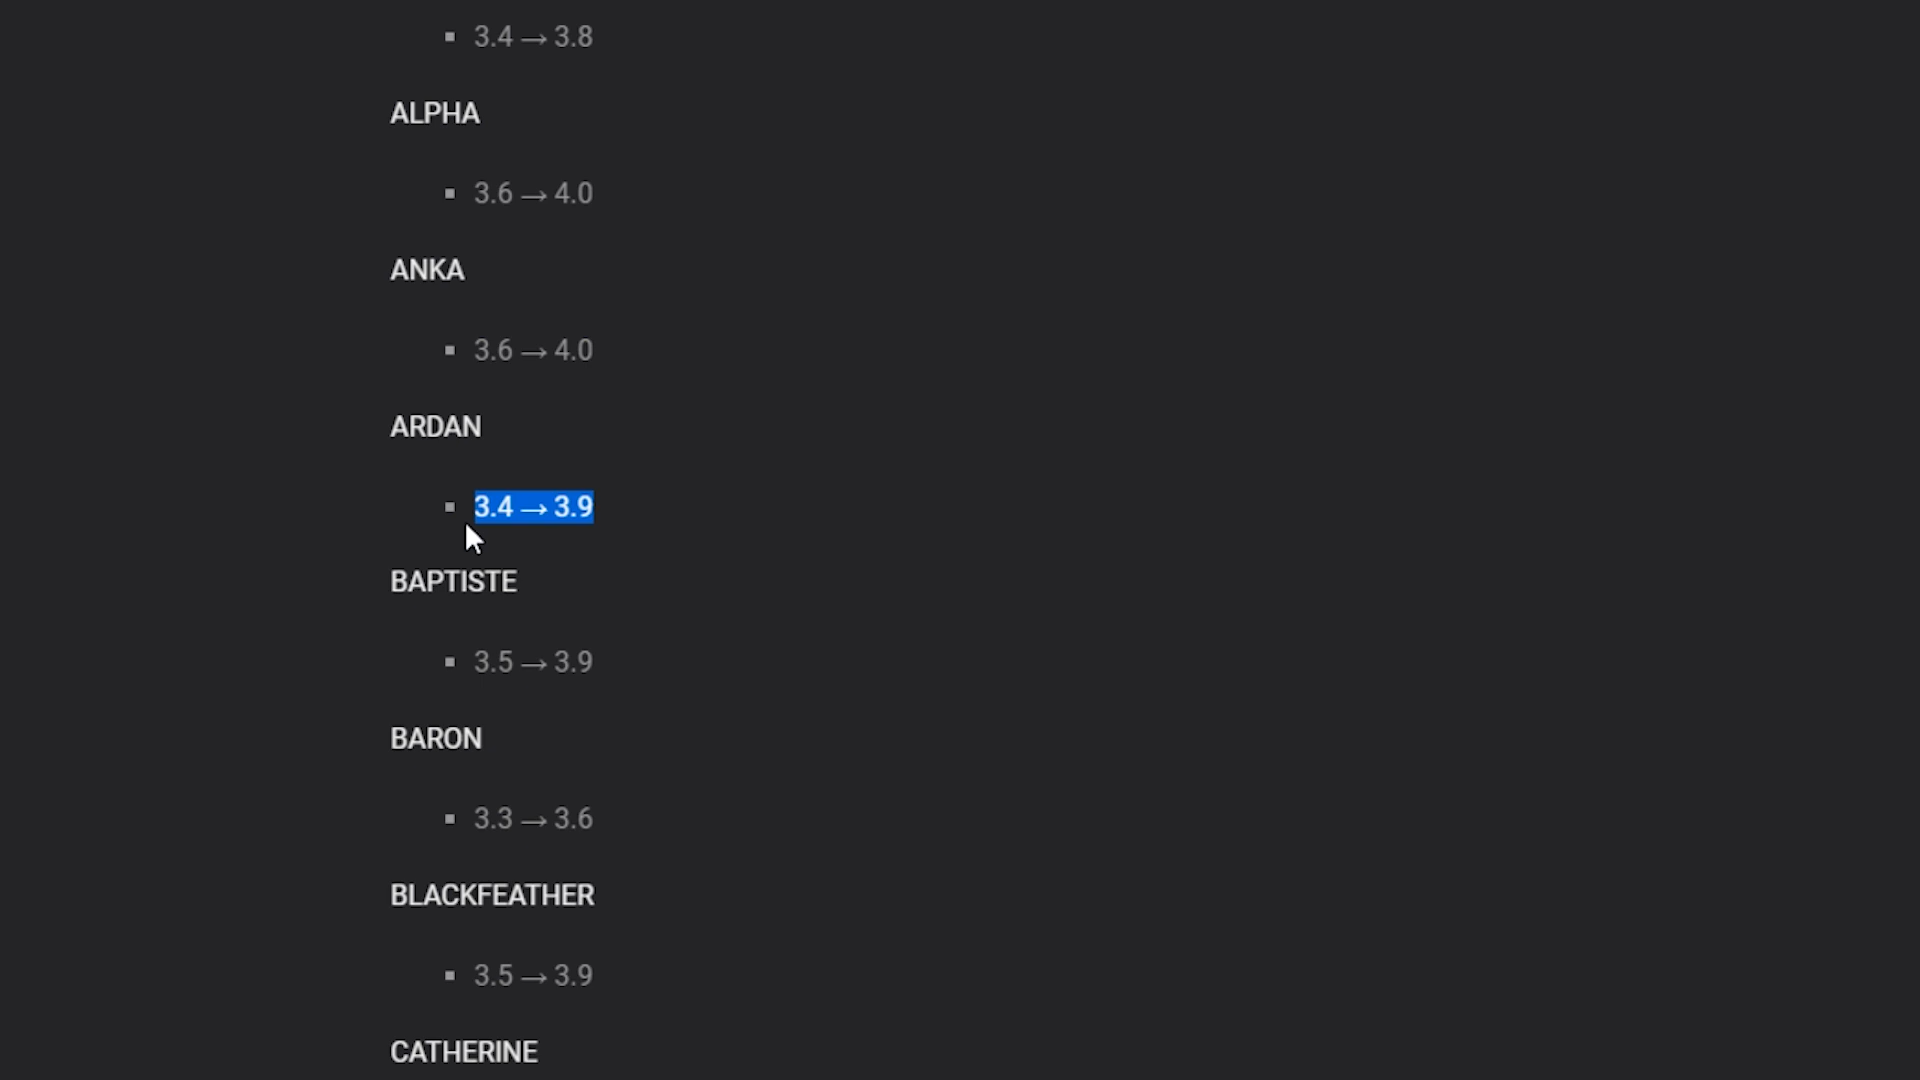 ▪ 3.4 → 3.8
ALPHA
▪ 3.6 → 4.0
ANKA
▪ 3.6 → 4.0
ARDAN
▪ 3.4 → 3.9
BAPTISTE
▪ 3.5 → 3.9
BARON
▪ 3.3 → 3.6
BLACKFEATHER
▪ 3.5 → 3.9
CATHERINE